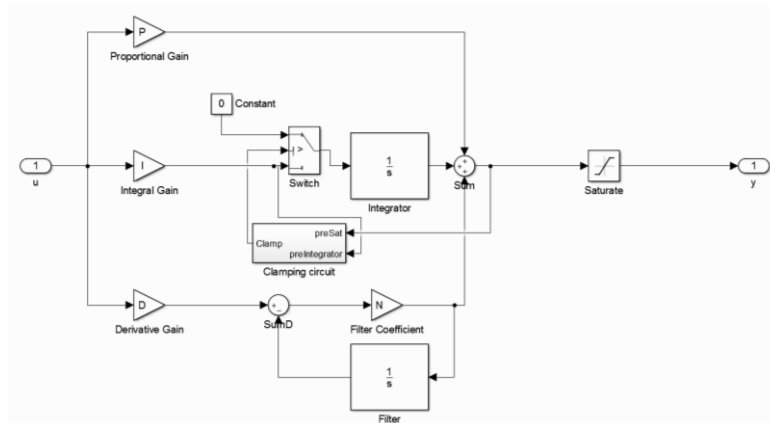 P
Proportional Gain
0 Constant
1
u
I
Integral Gain
>
Switch
1
s
Integrator
+
+
+
Sum
Saturate
1
y
preSat
Clamp
preIntegrator
Clamping circuit
D
Derivative Gain
+
−
SumD
N
Filter Coefficient
1
s
Filter